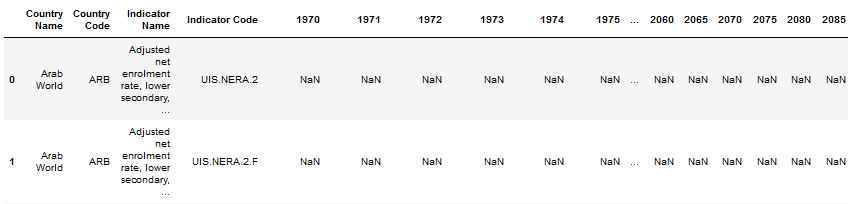 Country Name Country Code Indicator Name Indicator Code 1970 1971 1972 1973 1974 1975 ... 2060 2065 2070 2075 2080 2085
0 Arab World ARB Adjusted net enrolment rate, lower secondary, ... UIS.NERA.2 NaN NaN NaN NaN NaN NaN ... NaN NaN NaN NaN NaN NaN
1 Arab World ARB Adjusted net enrolment rate, lower secondary, ... UIS.NERA.2.F NaN NaN NaN NaN NaN NaN ... NaN NaN NaN NaN NaN NaN